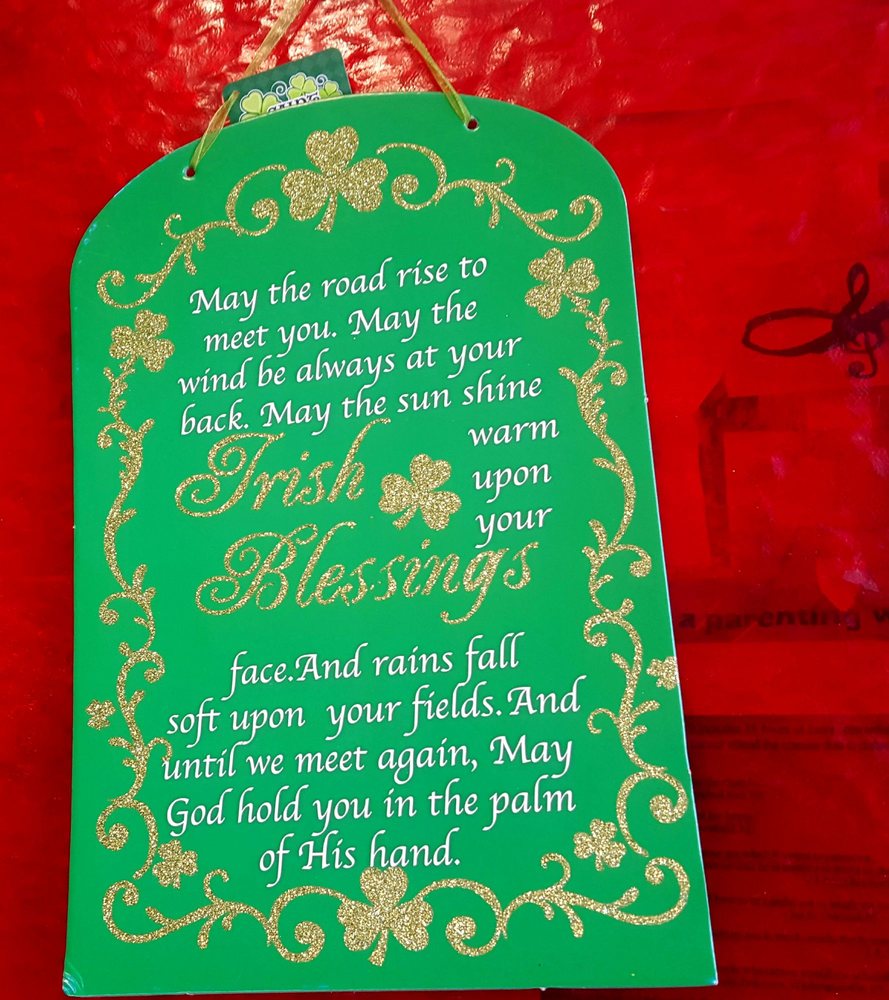 May the road rise to
meet you. May the
wind be always at your
back. May the sun shine
warm
upon
your
Irish
Blessings
face.And rains fall
soft upon your fields.And
until we meet again, May
God hold you in the palm
of His hand.
a parenting